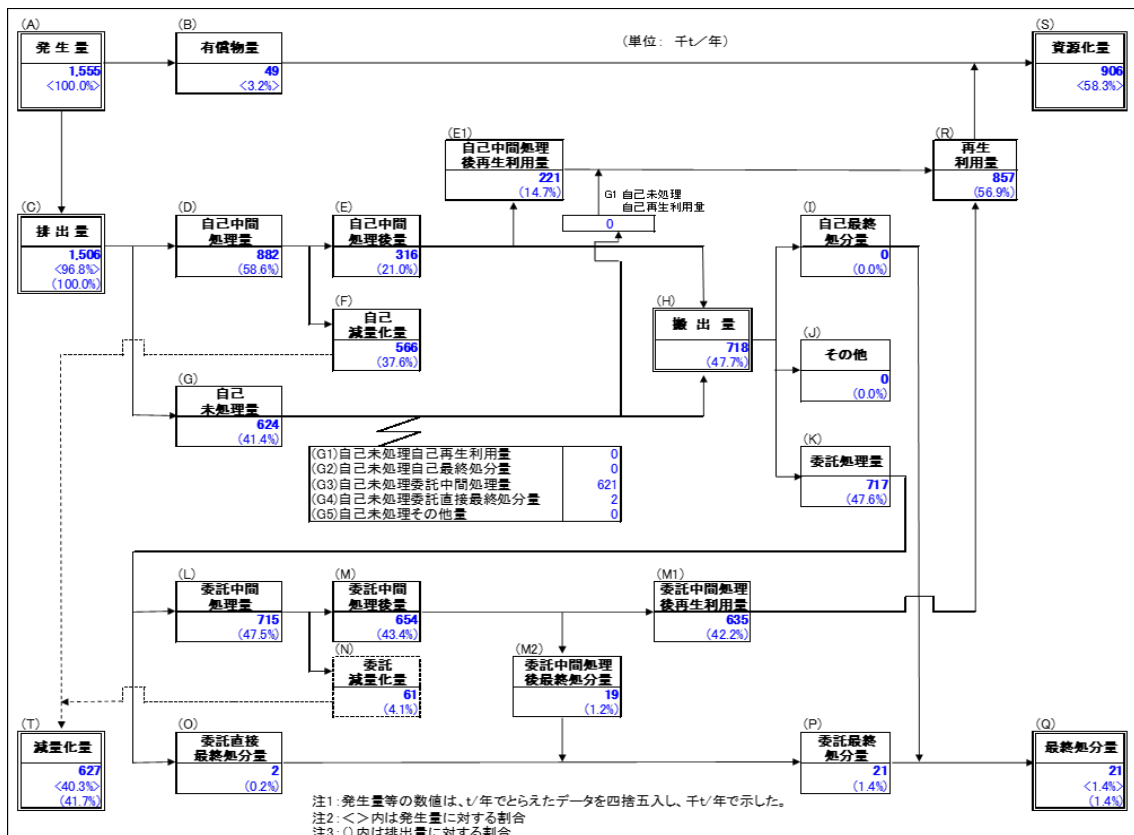 (A)
発 生 量
1,555
<100.0%>
(B)
有償物量
49
<3.2%>
(単位: 千t/年)
(S)
資源化量
906
<58.3%>
(E1)
自己中間処理
後再生利用量
221
(14.7%)
G1 自己未処理
自己再生利用量
0
(R)
再生
利用量
857
(56.9%)
(C)
排 出 量
1,506
<96.8%>
(100.0%)
(D)
自己中間
処理量
882
(58.6%)
(E)
自己中間
処理後量
316
(21.0%)
(I)
自己最終
処分量
0
(0.0%)
(F)
自己
減量化量
566
(37.6%)
(H)
搬 出 量
718
(47.7%)
(J)
その他
0
(0.0%)
(G)
自己
未処理量
624
(41.4%)
(G1)自己未処理自己再生利用量 0
(G2)自己未処理自己最終処分量 0
(G3)自己未処理委託中間処理量 621
(G4)自己未処理委託直接最終処分量 2
(G5)自己未処理その他量 0
(K)
委託処理量
717
(47.6%)
(L)
委託中間
処理量
715
(47.5%)
(M)
委託中間
処理後量
654
(43.4%)
(M1)
委託中間処理
後再生利用量
635
(42.2%)
(N)
委託
減量化量
61
(4.1%)
(M2)
委託中間処理
後最終処分量
19
(1.2%)
(T)
減量化量
627
<40.3%>
(41.7%)
(O)
委託直接
最終処分量
2
(0.2%)
(P)
委託最終
処分量
21
(1.4%)
(Q)
最終処分量
21
<1.4%>
(1.4%)
注1:発生量等の数値は、t/年でとらえたデータを四捨五入し、千t/年で示した。
注2:<>内は発生量に対する割合
注3:()内は排出量に対する割合